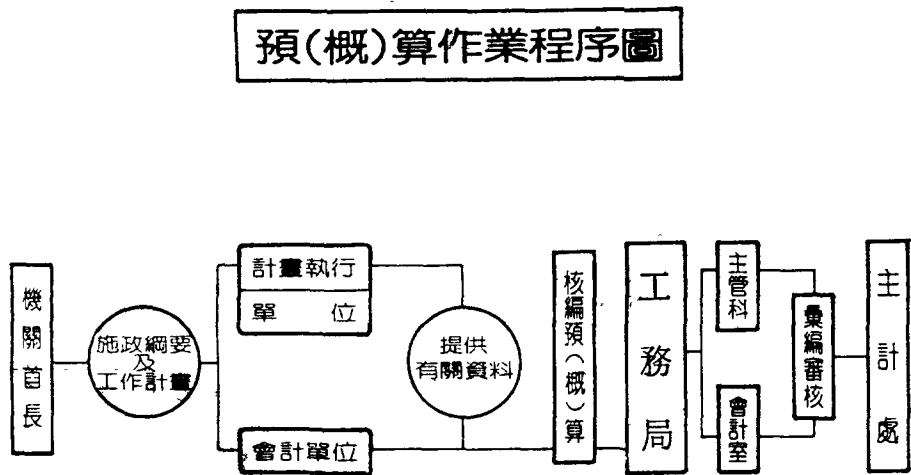 預(概)算作業程序圖
機關首長
施政綱要
及
工作計畫
計畫執行
單位
會計單位
提供
有關資料
核編預(概)算
工務局
主管科
會計室
彙編審核
主計處